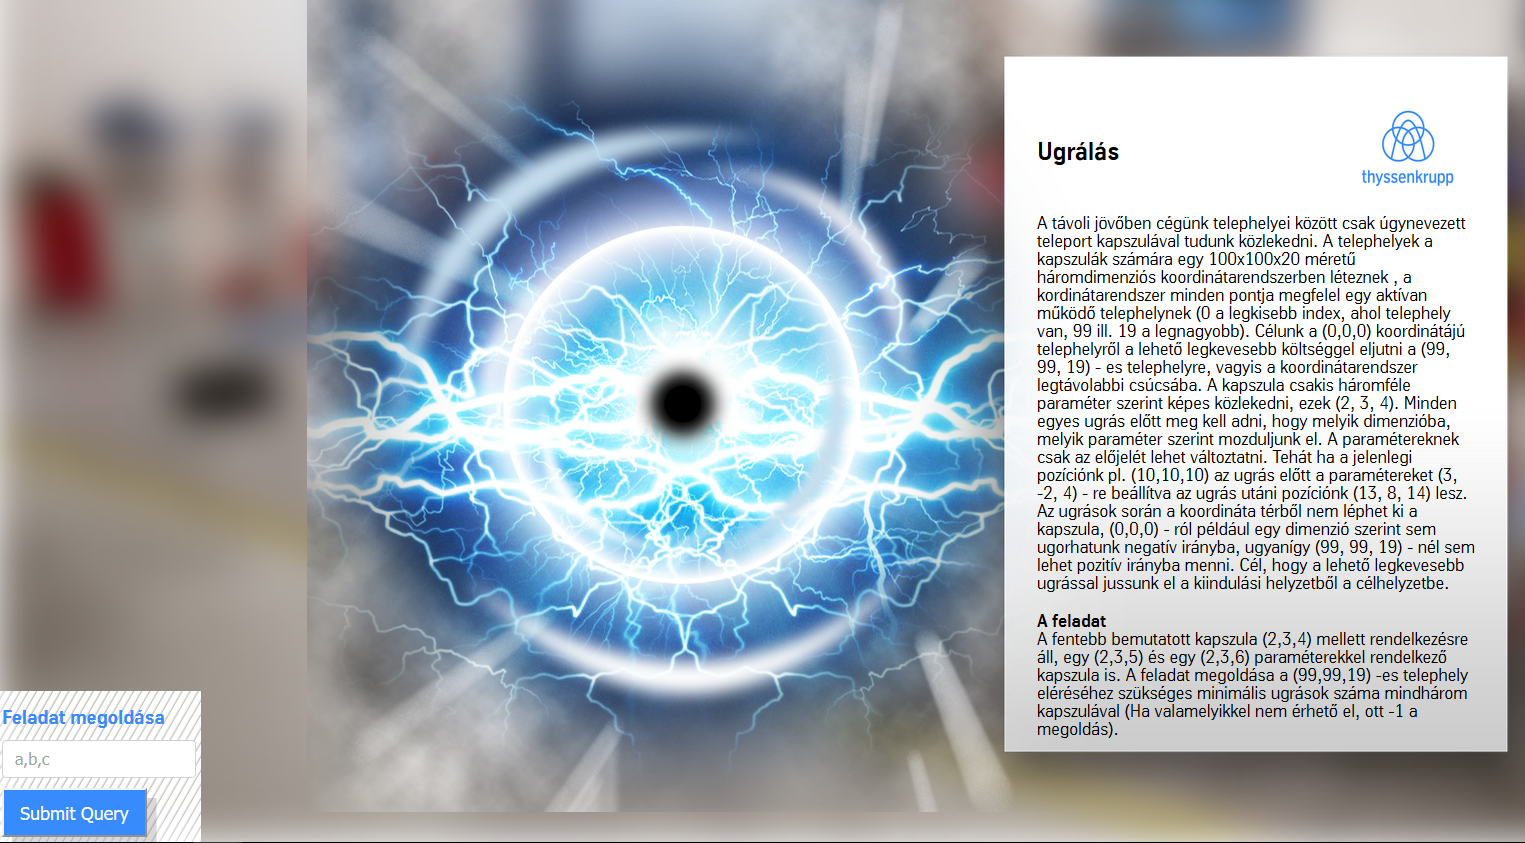 Ugrálás
thyssenkrupp
A távoli jövőben cégünk telephelyei között csak úgynevezett
teleport kapszulával tudunk közlekedni. A telephelyek a
kapszulák számára egy 100x100x20 méretű
háromdimenziós koordinátarendszerben léteznek , a
kordinátarendszer minden pontja megfelel egy aktívan
működő telephelynek (0 a legkisebb index, ahol telephely
van, 99 ill. 19 a legnagyobb). Célunk a (0,0,0) koordinátájú
telephelyről a lehető legkevesebb költséggel eljutni a (99,
99, 19) - es telephelyre, vagyis a koordinátarendszer
legtávolabbi csúcsába. A kapszula csakis háromféle
paraméter szerint képes közlekedni, ezek (2, 3, 4). Minden
egyes ugrás előtt meg kell adni, hogy melyik dimenzióba,
melyik paraméter szerint mozduljunk el. A paramétereknek
csak az előjelét lehet változtatni. Tehát ha a jelenlegi
pozíciónk pl. (10,10,10) az ugrás előtt a paramétereket (3,
-2, 4) - re beállítva az ugrás utáni pozíciónk (13, 8, 14) lesz.
Az ugrások során a koordináta térből nem léphet ki a
kapszula, (0,0,0) - ról például egy dimenzió szerint sem
ugorhatunk negatív irányba, ugyanígy (99, 99, 19) - nél sem
lehet pozitív irányba menni. Cél, hogy a lehető legkevesebb
ugrással jussunk el a kiindulási helyzetből a célhelyzetbe.
A feladat
A fentebb bemutatott kapszula (2,3,4) mellett rendelkezésre
áll, egy (2,3,5) és egy (2,3,6) paraméterekkel rendelkező
kapszula is. A feladat megoldása a (99,99,19) -es telephely
eléréséhez szükséges minimális ugrások száma mindhárom
kapszulával (Ha valamelyikkel nem érhető el, ott -1 a
megoldás).
Feladat megoldása
a,b,c
Submit Query